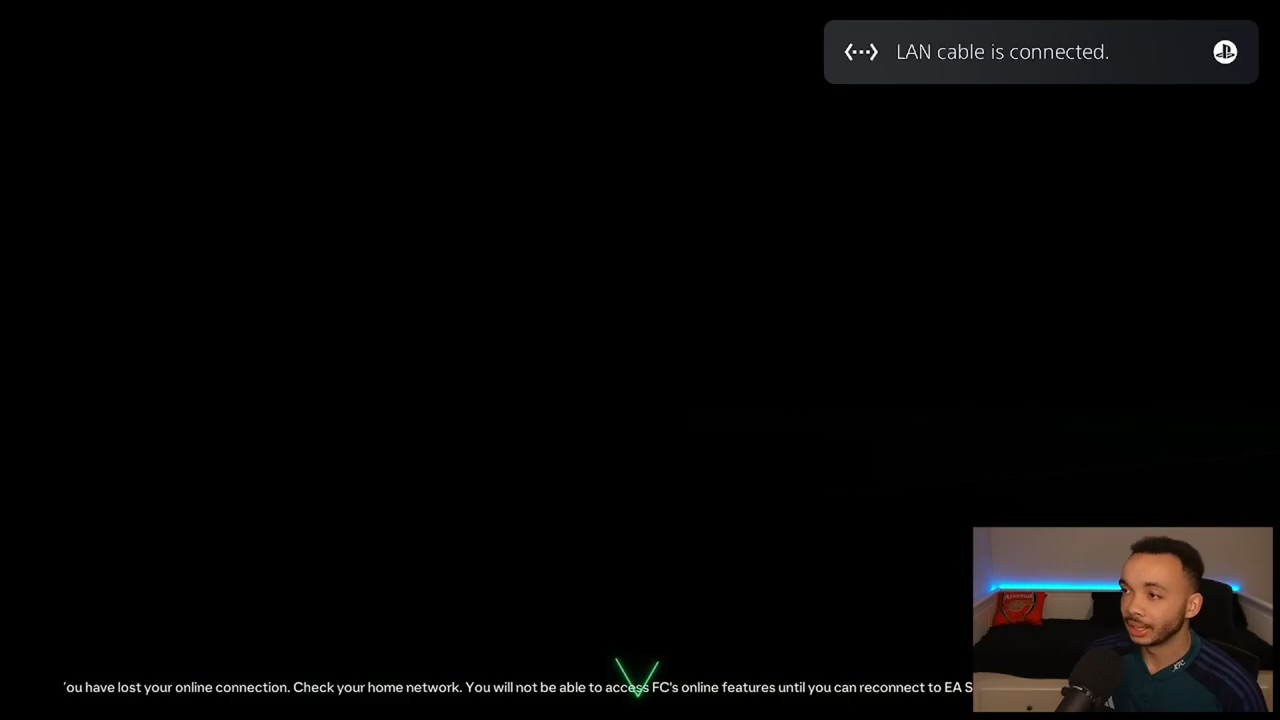 LAN cable is connected.
'ou have lost your online connection. Check your home network. You will not be able to access FC's online features until you can reconnect to EA S